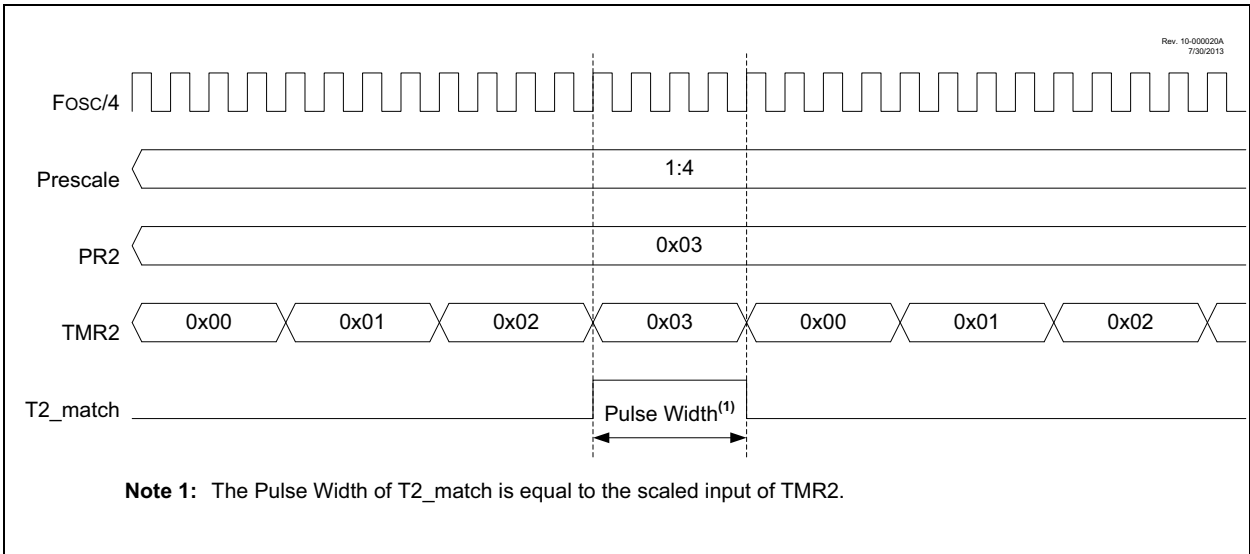 Rev. 10-000020A
7/30/2013
FOSC/4
Prescale
1:4
PR2
0x03
TMR2
0x00
0x01
0x02
0x03
0x00
0x01
0x02
T2_match
Pulse Width(1)
Note 1: The Pulse Width of T2_match is equal to the scaled input of TMR2.